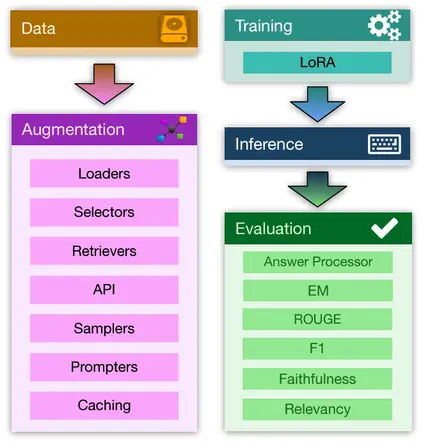 Data
Augmentation
Loaders
Selectors
Retrievers
API
Samplers
Prompters
Caching
Training
LoRA
Inference
Evaluation
Answer Processor
EM
ROUGE
F1
Faithfulness
Relevancy